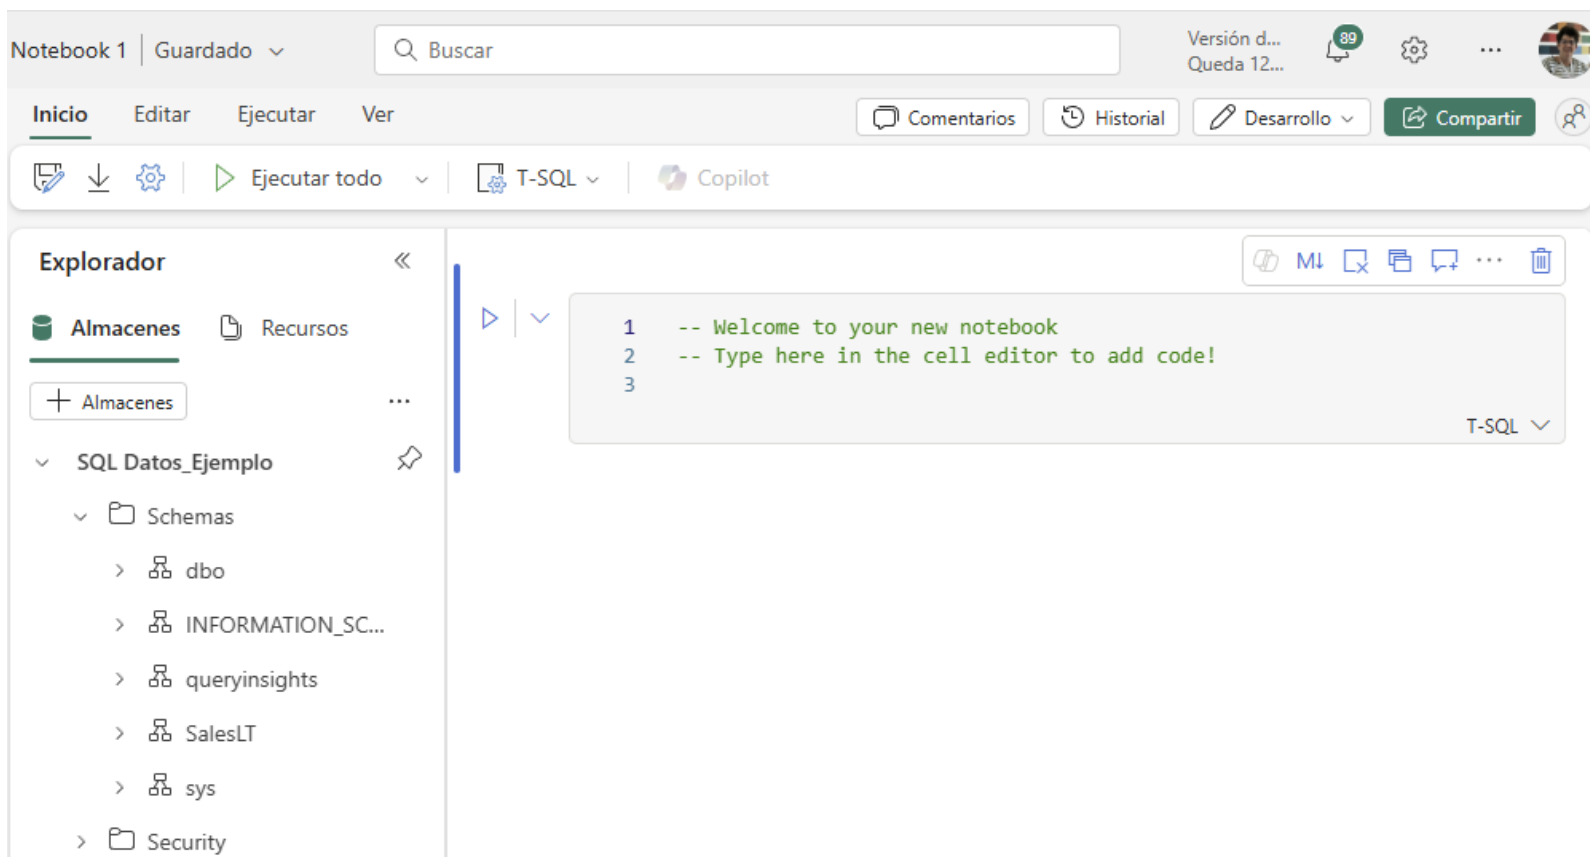 Notebook 1 Guardado
Buscar
Versión d...
Queda 12...
89
Inicio Editar Ejecutar Ver
Comentarios Historial Desarrollo Compartir
Ejecutar todo T-SQL Copilot
Explorador
M↓
Almacenes Recursos
1 -- Welcome to your new notebook
2 -- Type here in the cell editor to add code!
3
T-SQL
+ Almacenes ...
SQL Datos_Ejemplo
Schemas
dbo
INFORMATION_SC...
queryinsights
SalesLT
sys
Security